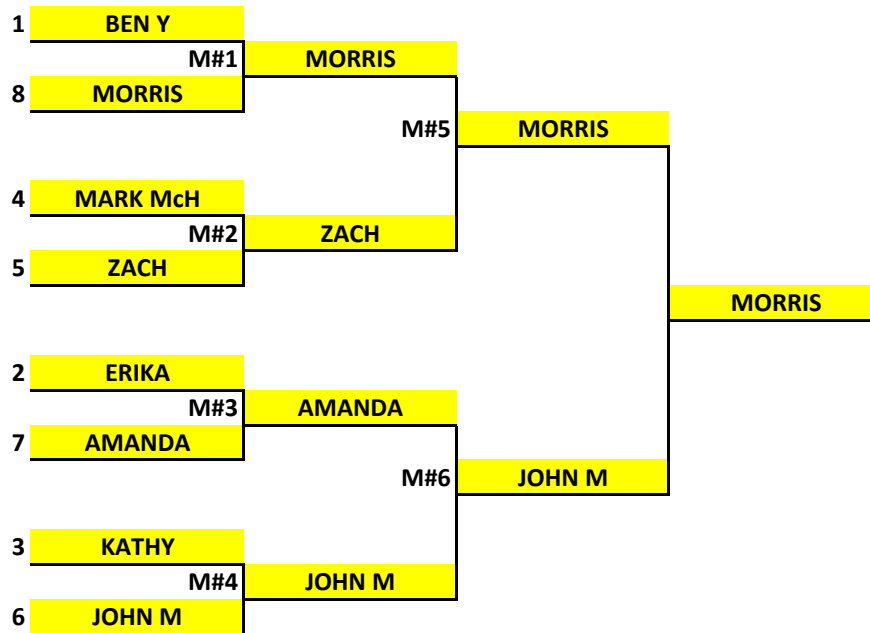 1 BEN Y
M#1 MORRIS
8 MORRIS
M#5 MORRIS
4 MARK McH
M#2 ZACH
5 ZACH
MORRIS
2 ERIKA
M#3 AMANDA
7 AMANDA
M#6 JOHN M
3 KATHY
M#4 JOHN M
6 JOHN M